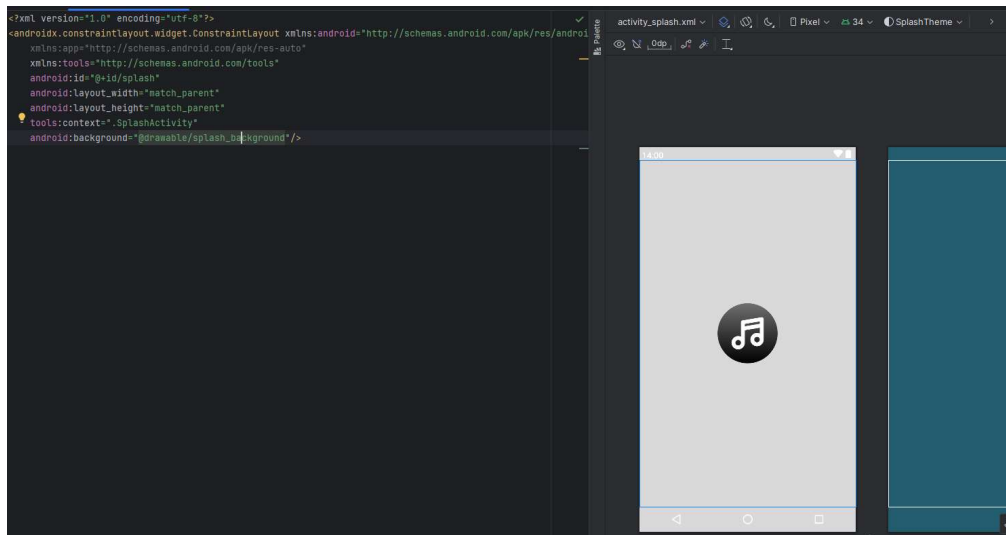 <?xml version="1.0" encoding="utf-8"?>
<androidx.constraintlayout.widget.ConstraintLayout xmlns:android="http://schemas.android.com/apk/res/androi
xmlns:app="http://schemas.android.com/apk/res-auto"
xmlns:tools="http://schemas.android.com/tools"
android:id="@+id/splash"
android:layout_width="match_parent"
android:layout_height="match_parent"
tools:context=".SplashActivity"
android:background="@drawable/splash_background"/>
Palette
activity_splash.xml
Pixel
34
SplashTheme
0dp
14:00